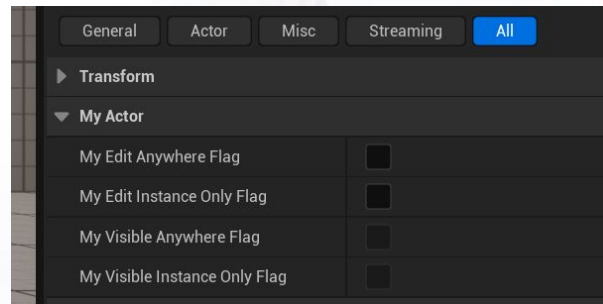 General Actor Misc Streaming All
Transform
My Actor
My Edit Anywhere Flag
My Edit Instance Only Flag
My Visible Anywhere Flag
My Visible Instance Only Flag